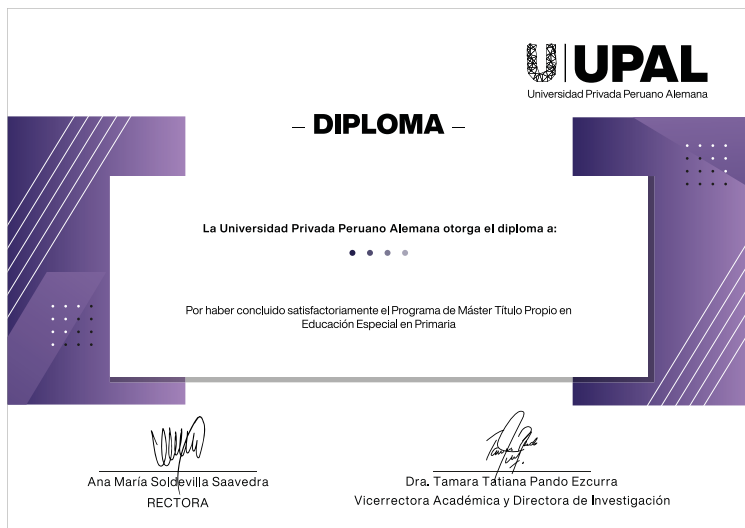 UPAL
Universidad Privada Peruano Alemana
– DIPLOMA –
La Universidad Privada Peruano Alemana otorga el diploma a:
Por haber concluido satisfactoriamente el Programa de Máster Título Propio en
Educación Especial en Primaria
Ana María Soldevilla Saavedra
RECTORA
Dra. Tamara Tatiana Pando Ezcurra
Vicerrectora Académica y Directora de Investigación